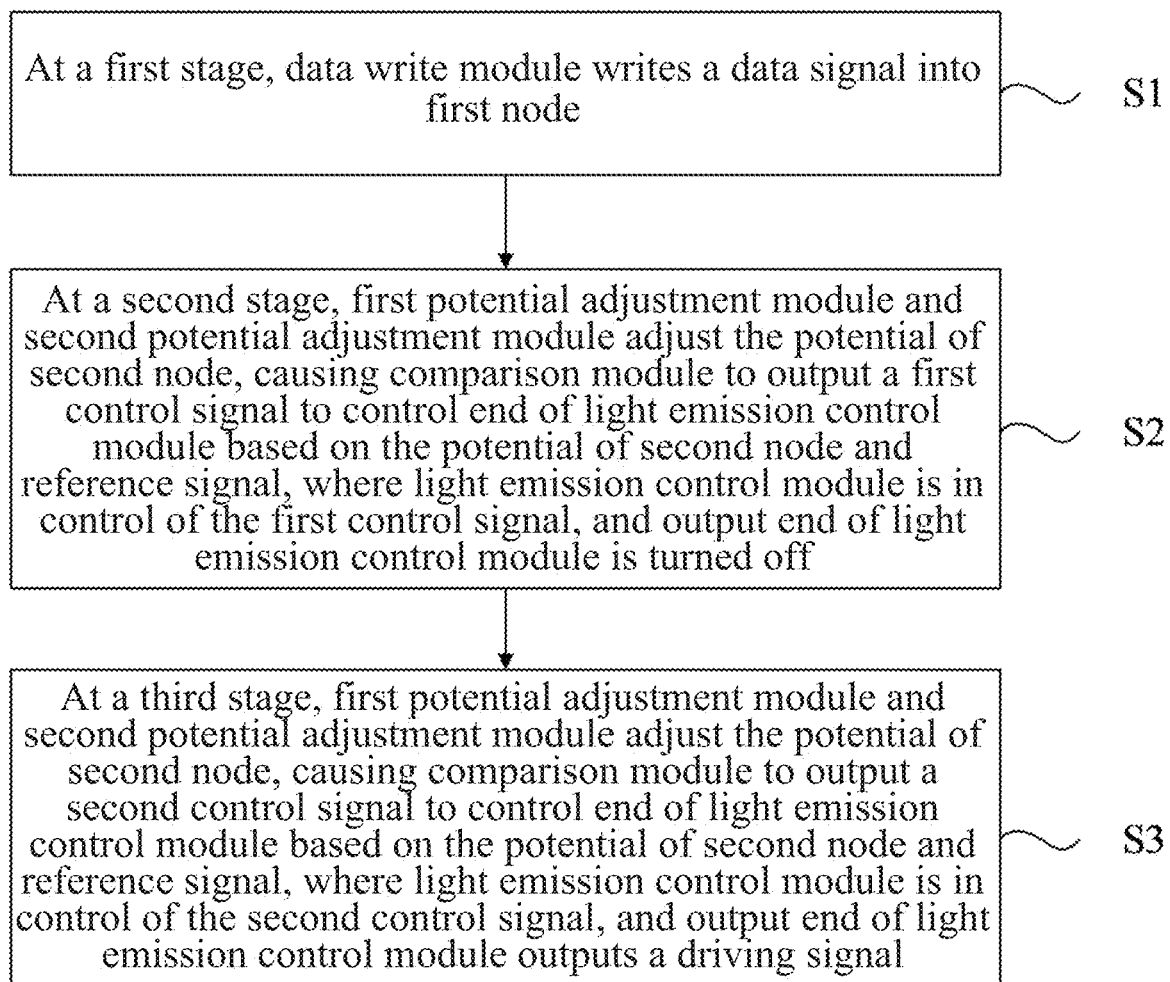 At a first stage, data write module writes a data signal into
first node
S1
At a second stage, first potential adjustment module and
second potential adjustment module adjust the potential of
second node, causing comparison module to output a first
control signal to control end of light emission control
module based on the potential of second node and
reference signal, where light emission control module is in
control of the first control signal, and output end of light
emission control module is turned off
S2
At a third stage, first potential adjustment module and
second potential adjustment module adjust the potential of
second node, causing comparison module to output a
second control signal to control end of light emission
control module based on the potential of second node and
reference signal, where light emission control module is in
control of the second control signal, and output end of light
emission control module outputs a driving signal
S3